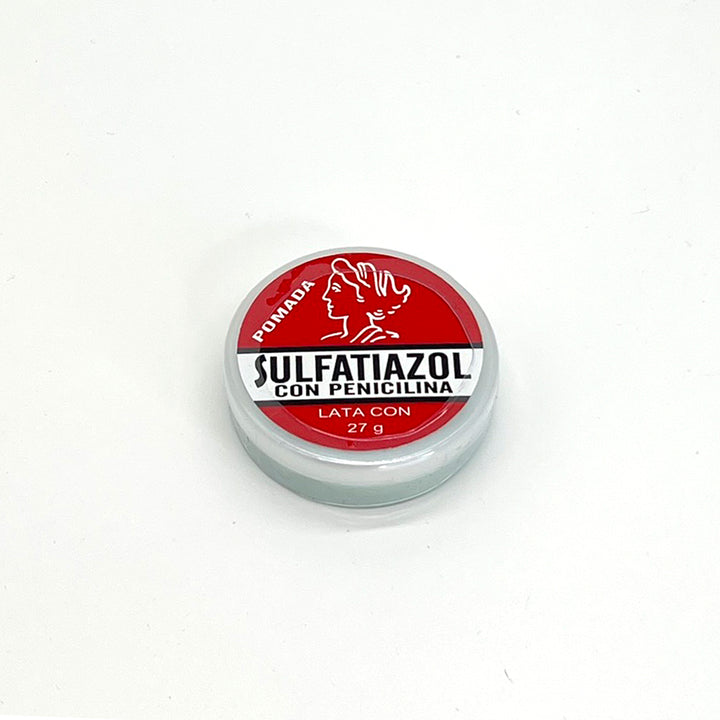 POMADA
SULFATIAZOL
CON PENICILINA
LATA CON
27 g